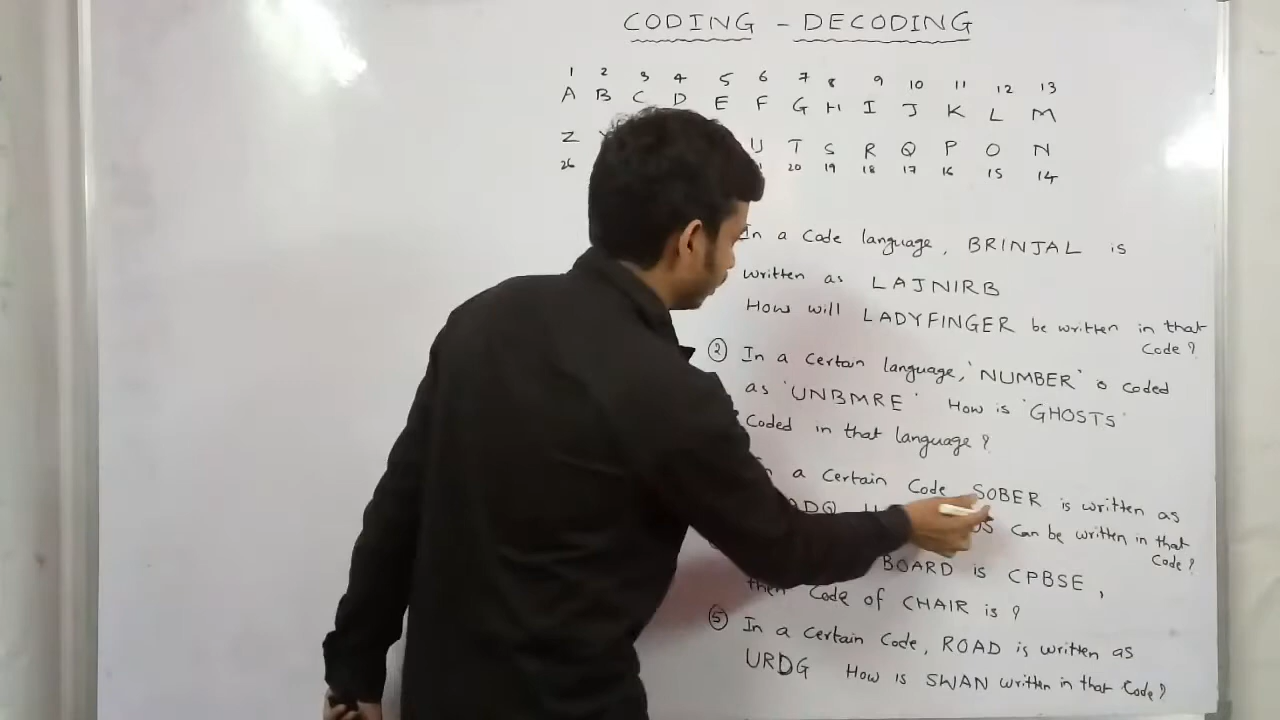 CODING - DECODING
1 2 3 4 5 6 7 8 9 10 11 12 13
A B C D E F G H I J K L M
Z U T S R Q P O N
26 20 19 18 17 16 15 14
In a Code language, BRINJAL is
written as LAJNIRB
How will LADYFINGER be written in that
Code?
② In a Certain language, 'NUMBER' is coded
as 'UNBMRE' How is 'GHOSTS'
Coded in that language?
a Certain Code, SOBER is written as
Can be written in that
Code?
BOARD is CPBSE,
then Code of CHAIR is?
⑤ In a Certain Code, ROAD is written as
URDG How is SWAN written in that Code?